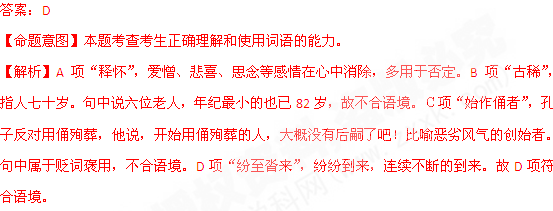 答案：D
【命题意图】本题考查考生正确理解和使用词语的能力。
【解析】A 项“释怀”，爱憎、悲喜、思念等感情在心中消除，多用于否定。B 项“古稀”，
指人七十岁。句中说六位老人，年纪最小的也已 82 岁，故不合语境。C项“始作俑者”，孔
子反对用俑殉葬，他说，开始用俑殉葬的人，大概没有后嗣了吧！比喻恶劣风气的创始者。
句中属于贬词褒用，不合语境。D 项“纷至沓来”，纷纷到来，连续不断的到来。故 D 项符
合语境。